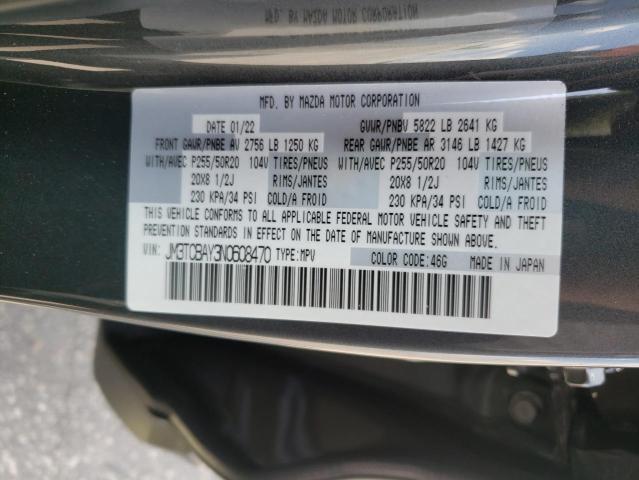 MFD. BY MAZDA MOTOR CORPORATION
DATE 01/22 GVWR/PNBV 5822 LB 2641 KG
FRONT GAWR/PNBE AV 2756 LB 1250 KG REAR GAWR/PNBE AR 3146 LB 1427 KG
WITH/AVEC P255/50R20 104V TIRES/PNEUS WITH/AVEC P255/50R20 104V TIRES/PNEUS
20X8 1/2J RIMS/JANTES 20X8 1/2J RIMS/JANTES
230 KPA/34 PSI COLD/A FROID 230 KPA/34 PSI COLD/A FROID
THIS VEHICLE CONFORMS TO ALL APPLICABLE FEDERAL MOTOR VEHICLE SAFETY AND THEFT
PREVENTION STANDARDS IN EFFECT ON THE DATE OF MANUFACTURE SHOWN ABOVE.
VIN: JM3TCBAY3N0608470 TYPE:MPV COLOR CODE:46G MADE IN JAPAN